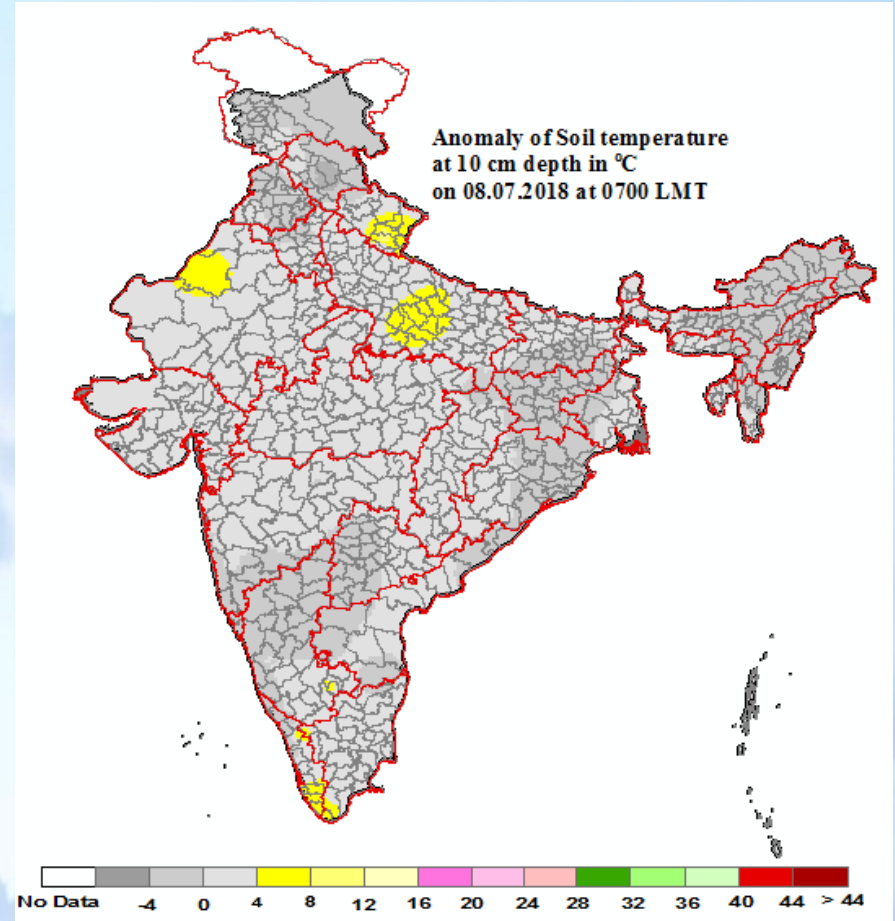 Anomaly of Soil temperature
at 10 cm depth in °C
on 08.07.2018 at 0700 LMT
No Data -4 0 4 8 12 16 20 24 28 32 36 40 44 > 44